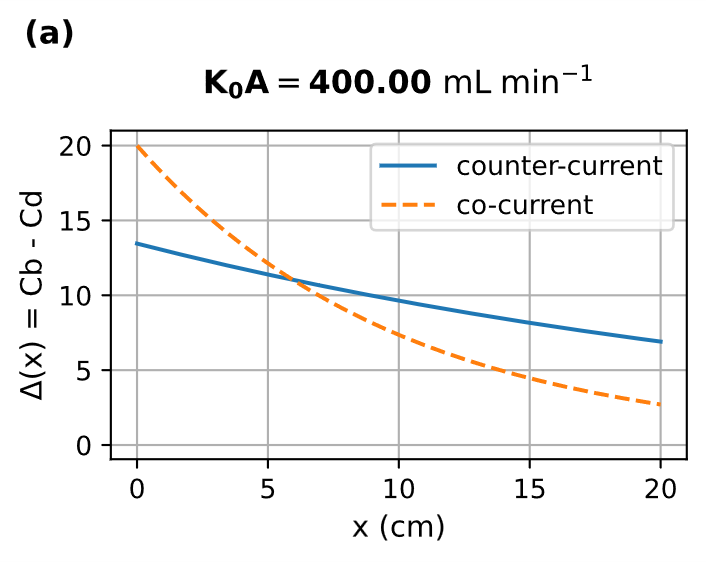 (a)
K₀A = 400.00 mL min⁻¹
counter-current
co-current
20
15
10
5
0
Δ(x) = Cb - Cd
0 5 10 15 20
x (cm)